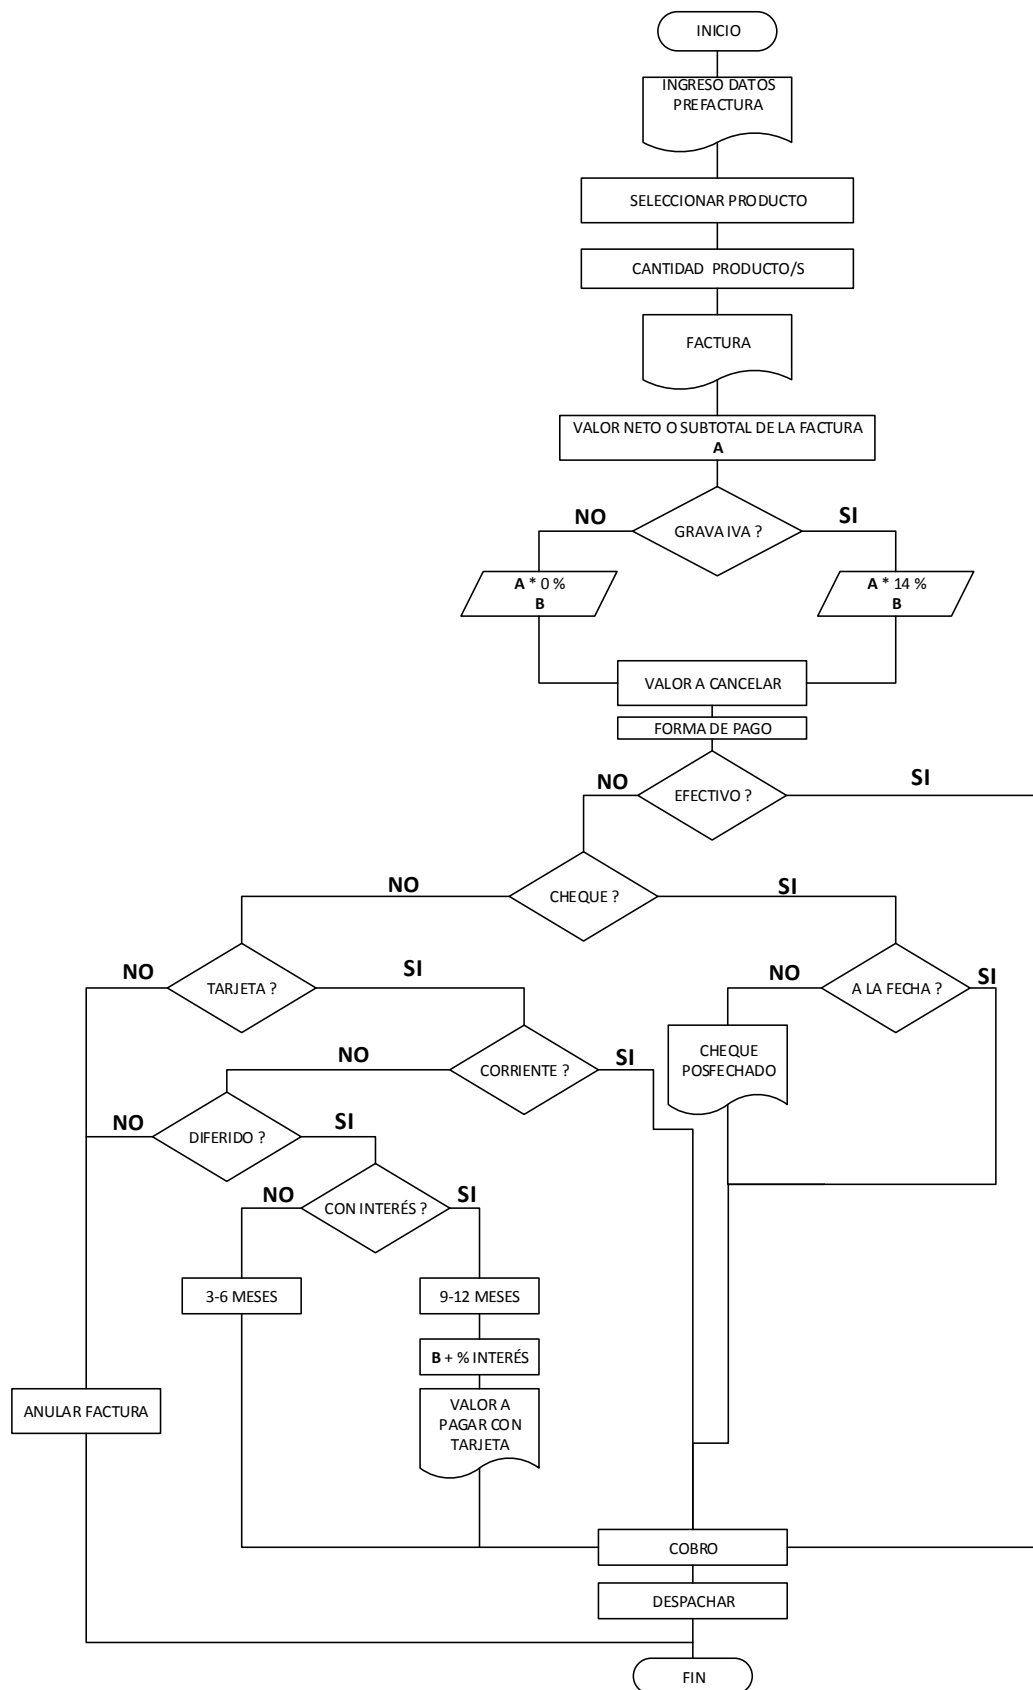 INICIO
INGRESO DATOS
PREFACTURA
SELECCIONAR PRODUCTO
CANTIDAD PRODUCTO/S
FACTURA
VALOR NETO O SUBTOTAL DE LA FACTURA
A
NO
GRAVA IVA ?
SI
A * 0 %
B
A * 14 %
B
VALOR A CANCELAR
FORMA DE PAGO
NO
EFECTIVO ?
SI
NO
CHEQUE ?
SI
NO
TARJETA ?
SI
NO
A LA FECHA ?
SI
NO
CORRIENTE ?
SI
CHEQUE
POSFECHADO
NO
DIFERIDO ?
SI
NO
CON INTERÉS ?
SI
3-6 MESES
9-12 MESES
B + % INTERÉS
ANULAR FACTURA
VALOR A
PAGAR CON
TARJETA
COBRO
DESPACHAR
FIN